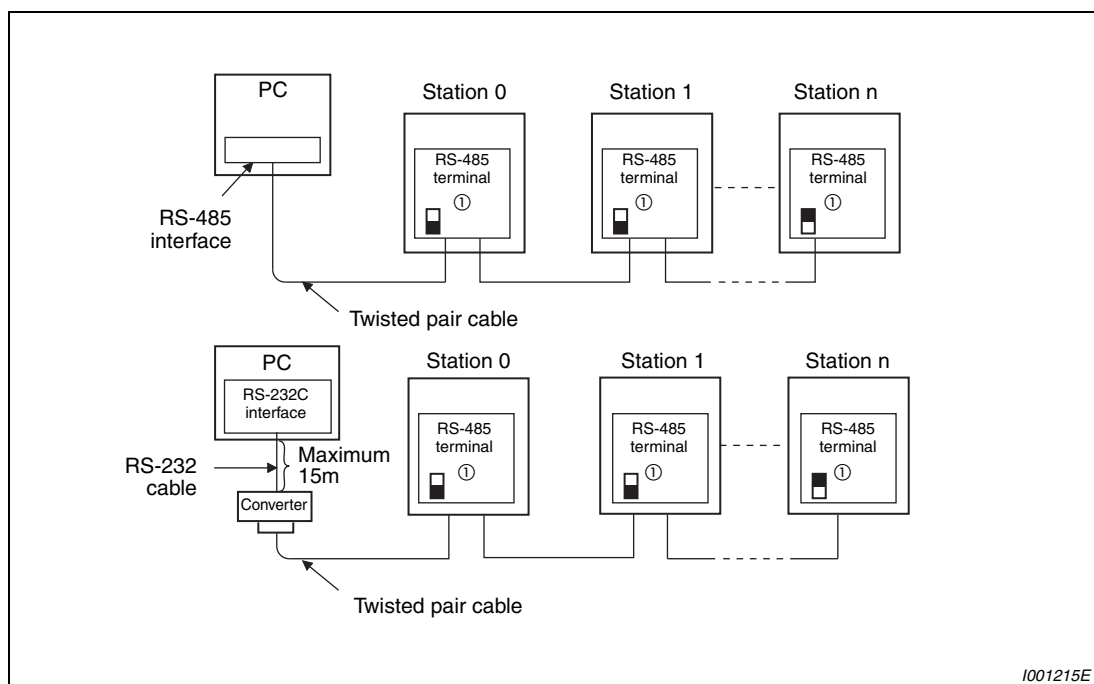 PC
Station 0
Station 1
Station n
RS-485
terminal
①
RS-485
terminal
①
RS-485
terminal
①
RS-485
interface
Twisted pair cable
PC
Station 0
Station 1
Station n
RS-232C
interface
RS-485
terminal
①
RS-485
terminal
①
RS-485
terminal
①
RS-232
cable
Maximum
15m
Converter
Twisted pair cable
I001215E